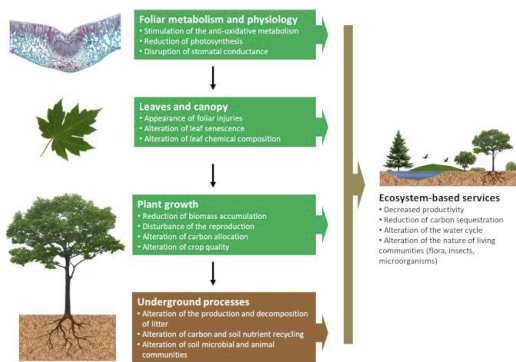 Foliar metabolism and physiology
• Stimulation of the anti-oxidative metabolism
• Reduction of photosynthesis
• Disruption of stomatal conductance
Leaves and canopy
• Appearance of foliar injuries
• Alteration of leaf senescence
• Alteration of leaf chemical composition
Plant growth
• Reduction of biomass accumulation
• Disturbance of the reproduction
• Alteration of carbon allocation
• Alteration of crop quality
Underground processes
• Alteration of the production and decomposition
of litter
• Alteration of carbon and soil nutrient recycling
• Alteration of soil microbial and animal
communities
Ecosystem-based services
• Decreased productivity
• Reduction of carbon sequestration
• Alteration of the water cycle
• Alteration of the nature of living
communities (flora, insects,
microorganisms)